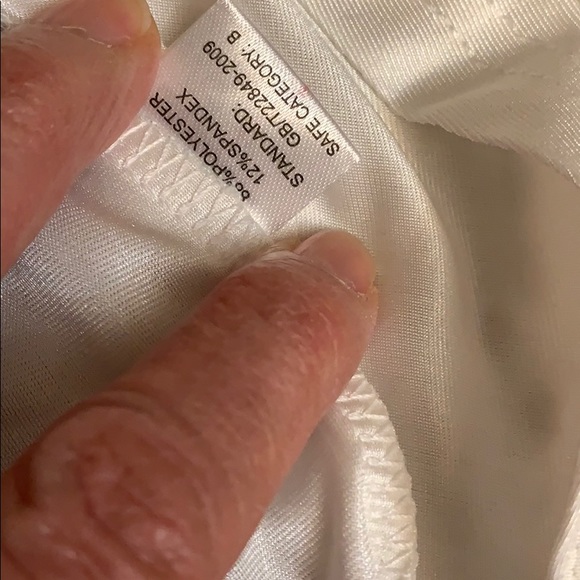 %POLYESTER
12%SPANDEX
STANDARD:
GB/T22849-2009
SAFE CATEGORY: B